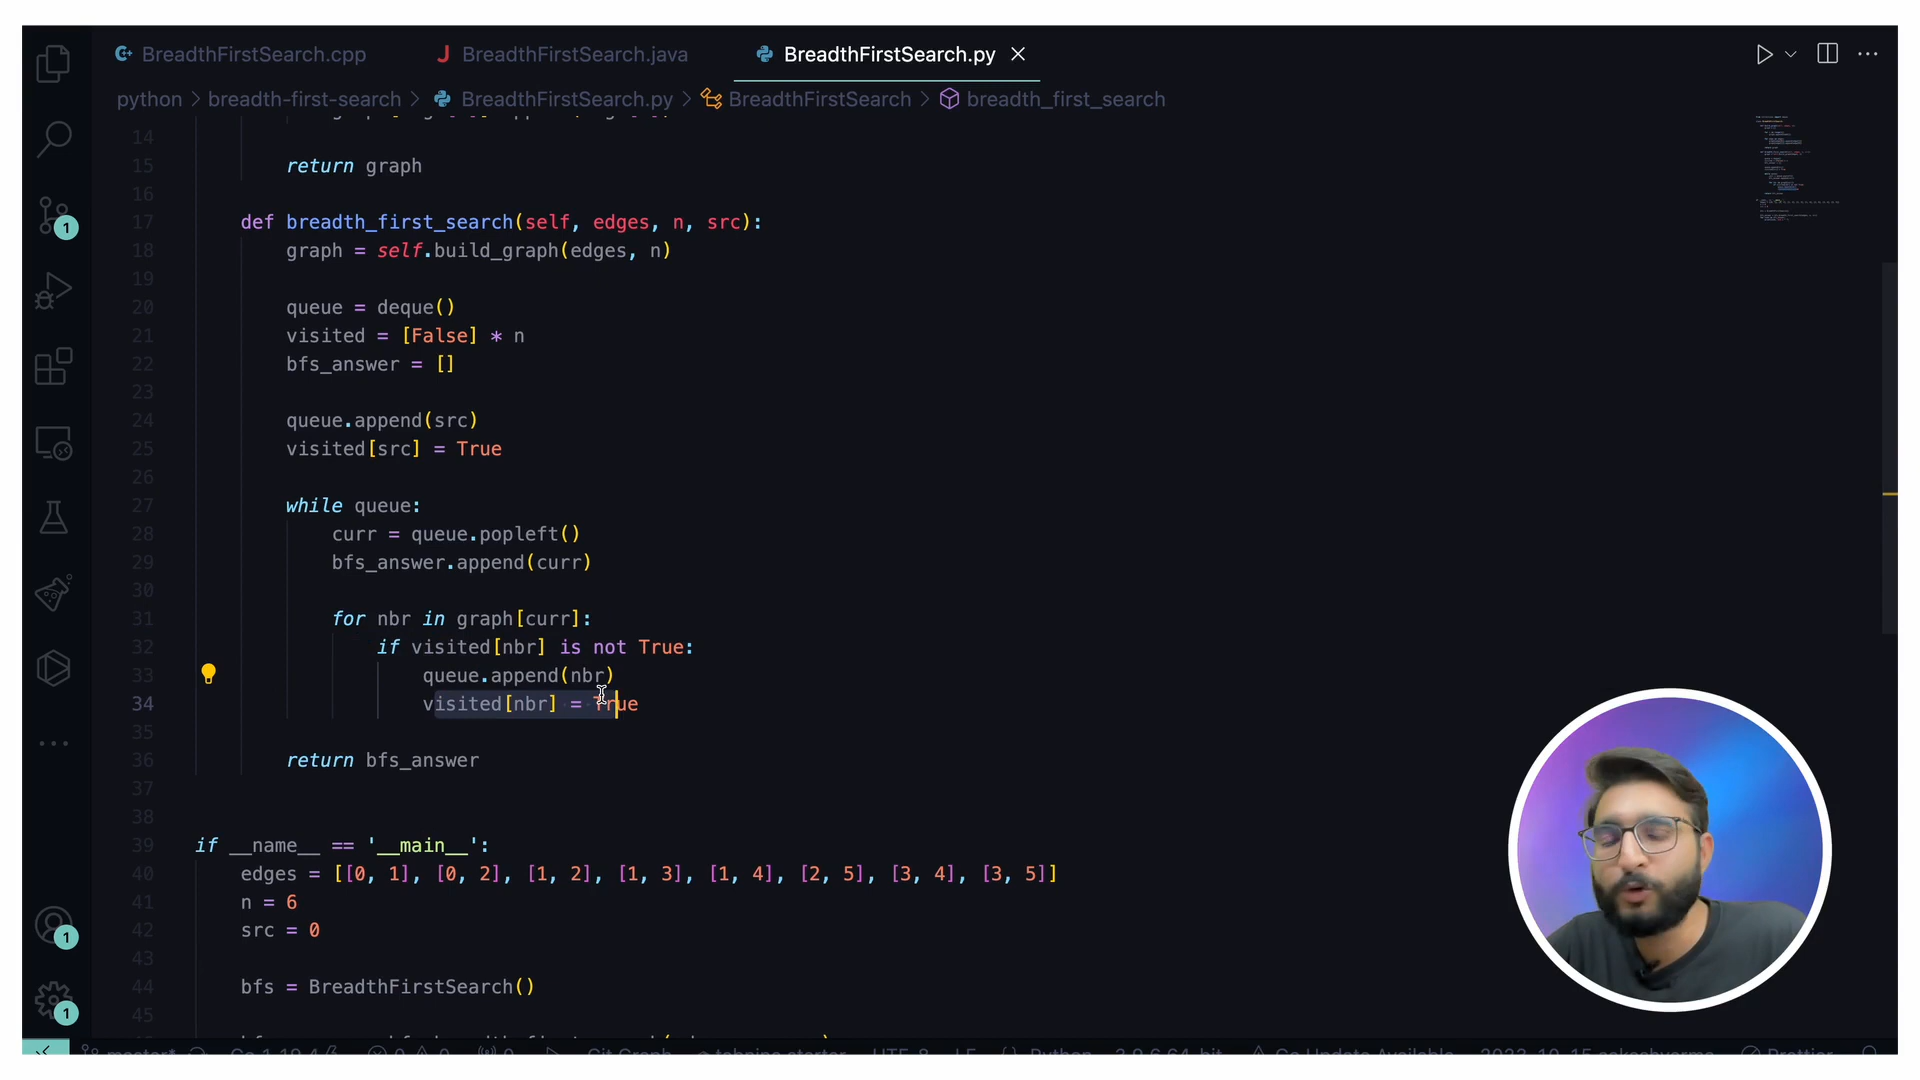 BreadthFirstSearch.cpp J BreadthFirstSearch.java BreadthFirstSearch.py
python > breadth-first-search > BreadthFirstSearch.py > BreadthFirstSearch > breadth_first_search
14
15 return graph
16
17 def breadth_first_search(self, edges, n, src):
18 graph = self.build_graph(edges, n)
19
20 queue = deque()
21 visited = [False] * n
22 bfs_answer = []
23
24 queue.append(src)
25 visited[src] = True
26
27 while queue:
28 curr = queue.popleft()
29 bfs_answer.append(curr)
30
31 for nbr in graph[curr]:
32 if visited[nbr] is not True:
33 queue.append(nbr)
34 visited[nbr] = True
35
36 return bfs_answer
37
38
39 if __name__ == '__main__':
40 edges = [[0, 1], [0, 2], [1, 2], [1, 3], [1, 4], [2, 5], [3, 4], [3, 5]]
41 n = 6
42 src = 0
43
44 bfs = BreadthFirstSearch()
45
1
1
1